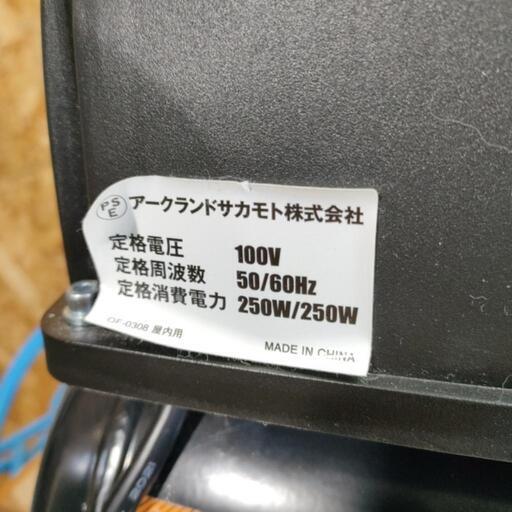 PSE アークランドサカモト株式会社
定格電圧 100V
定格周波数 50/60Hz
定格消費電力 250W/250W
OF-0308 屋内用
MADE IN CHINA
2021